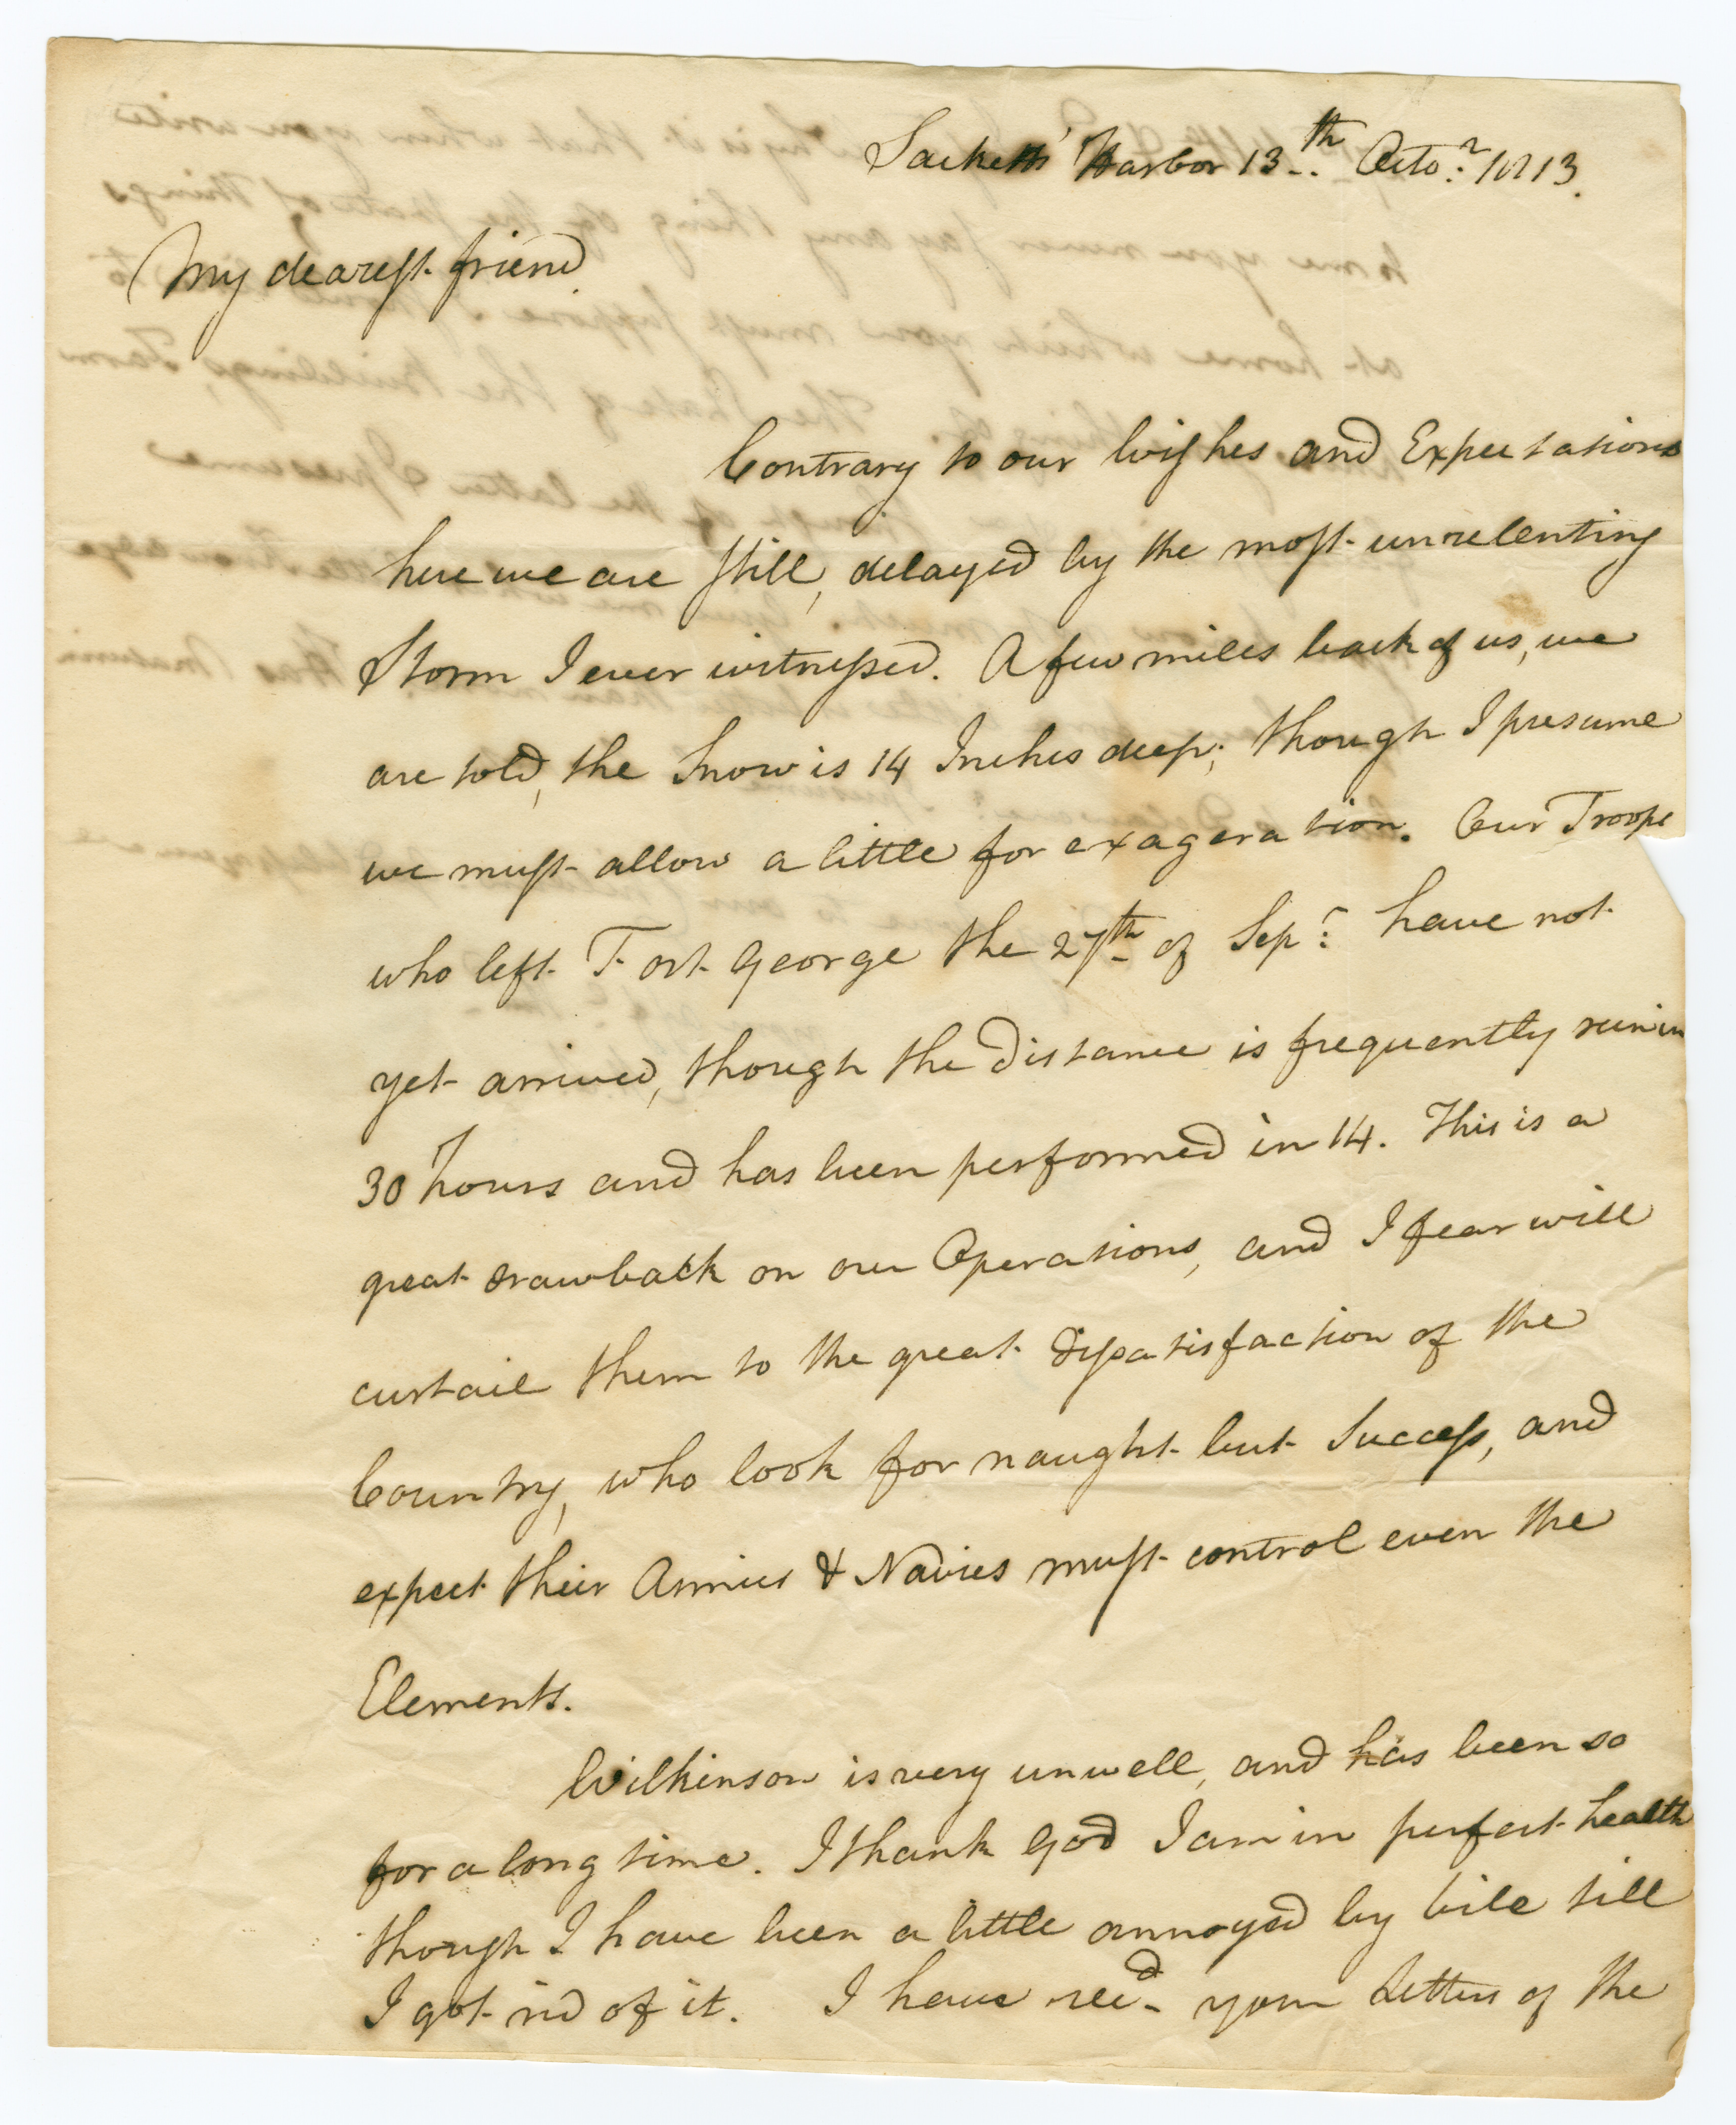 Sacketts' Harbor 13th. Octor. 1813.
My dearest friend
Contrary to our Wishes and Expectations
here we are still, delayed by the most unrelenting
Storm I ever witnessed. A few miles back of us, we
are told, the Snow is 14 Inches deep; though I presume
we must allow a little for exageration. Our Troops
who left Fort George the 27th of Sepr. have not
yet arrived, though the distance is frequently run in
30 hours and has been performed in 14. This is a
great drawback on our Operations, and I fear will
curtail them to the great dissatisfaction of the
Country, who look for naught but Success, and
expect their Armies & Navies must control even the
Elements.
Wilkinson is very unwell, and has been so
for a long time. I thank God I am in perfect health
though I have been a little annoyed by bile till
I got rid of it. I have recd. your Letters of the